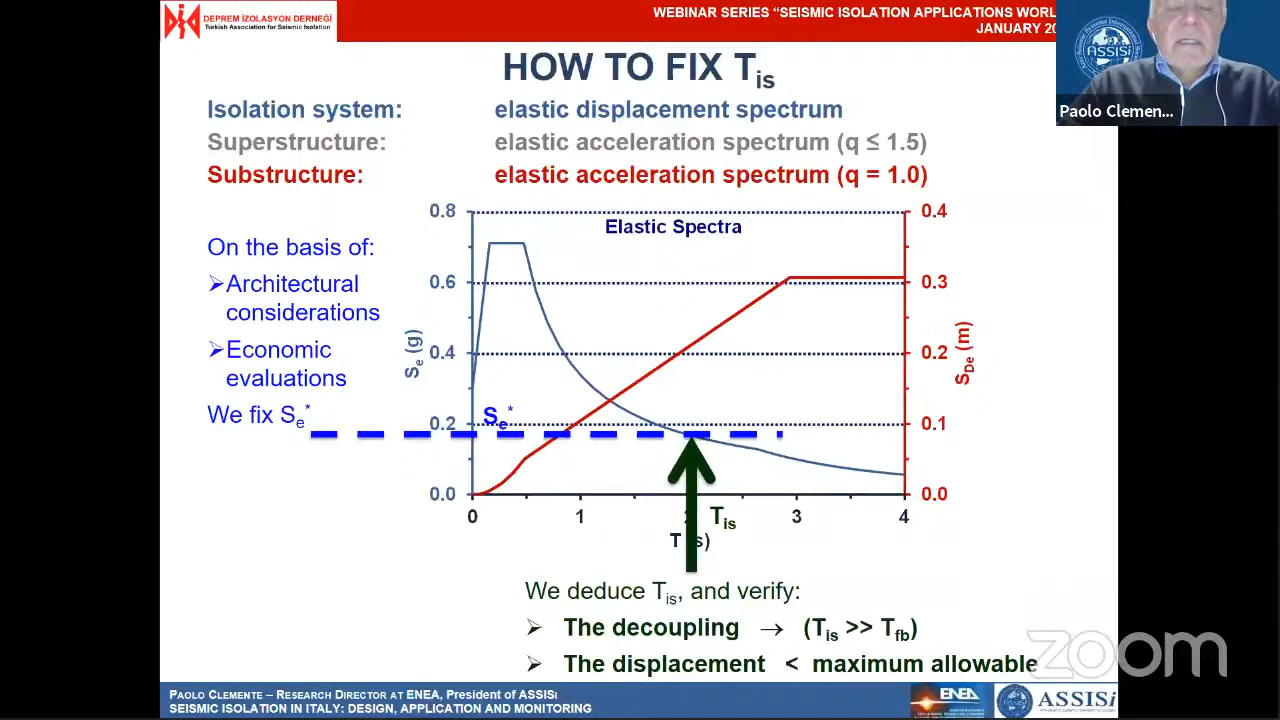 DEPREM İZOLASYON DERNEĞİ
Turkish Association for Seismic Isolation
WEBINAR SERIES “SEISMIC ISOLATION APPLICATIONS
JANUARY
ASSISi
Paolo Clemen...
HOW TO FIX Tis
Isolation system: elastic displacement spectrum
Superstructure: elastic acceleration spectrum (q ≤ 1.5)
Substructure: elastic acceleration spectrum (q = 1.0)
On the basis of:
➢Architectural
considerations
➢Economic
evaluations
We fix Se*
Elastic Spectra
0.8
0.6
0.4
0.2
0.0
Se (g)
Se*
0.4
0.3
0.2
0.1
0.0
SDe (m)
0 1 2 3 4
Tis
T (s)
We deduce Tis, and verify:
➢ The decoupling → (Tis >> Tfb)
➢ The displacement < maximum allowable
zoom
PAOLO CLEMENTE – RESEARCH DIRECTOR AT ENEA, PRESIDENT OF ASSISi
SEISMIC ISOLATION IN ITALY: DESIGN, APPLICATION AND MONITORING
ENEA
ASSISi